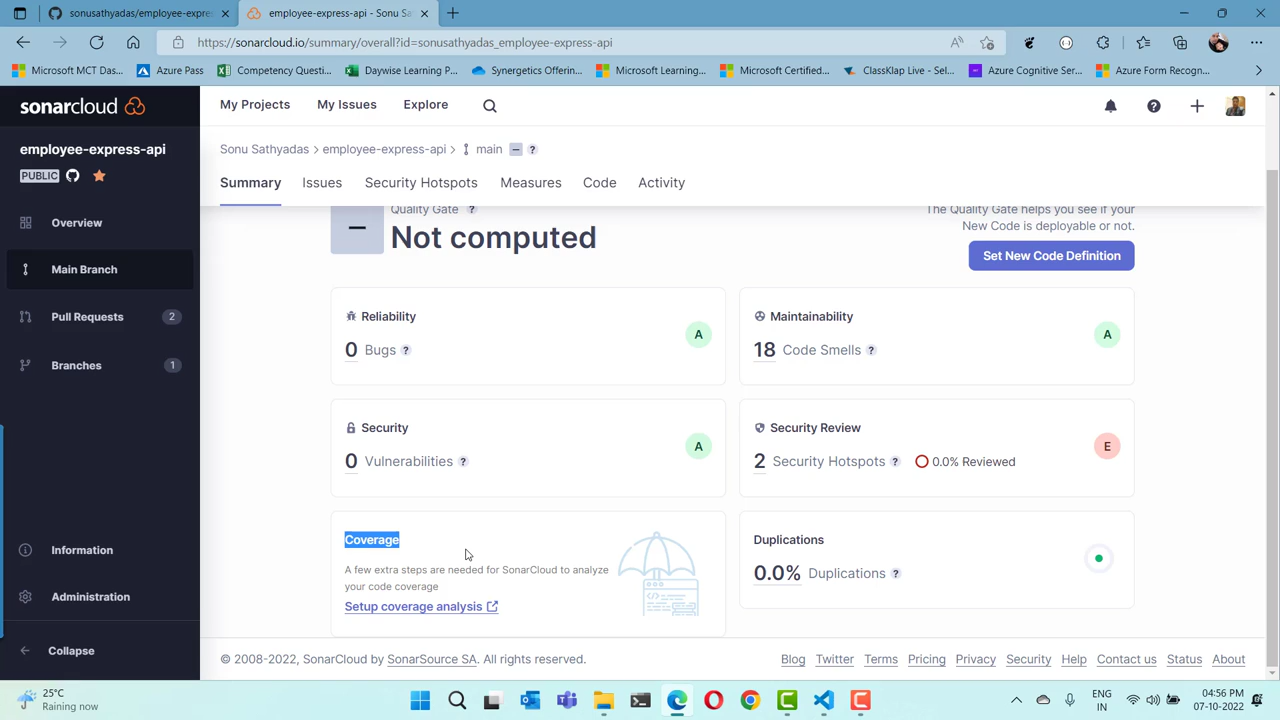 sonusathyadas/employee-expres
employee-express-api - Sonu Sa
https://sonarcloud.io/summary/overall?id=sonusathyadas_employee-express-api
Microsoft MCT Das...
Azure Pass
Competency Questi...
Daywise Learning P...
Synergetics Offering...
Microsoft Learning...
Microsoft Certified...
ClassKlap Live - Sel...
Azure Cognitive Ser...
Azure Form Recogn...
sonarcloud
My Projects
My Issues
Explore
employee-express-api
PUBLIC
Sonu Sathyadas > employee-express-api > main
Summary
Issues
Security Hotspots
Measures
Code
Activity
Overview
Main Branch
Pull Requests 2
Branches 1
Information
Administration
Collapse
Quality Gate ?
Not computed
The Quality Gate helps you see if your
New Code is deployable or not.
Set New Code Definition
Reliability
0 Bugs ?
A
Maintainability
18 Code Smells ?
A
Security
0 Vulnerabilities ?
A
Security Review
2 Security Hotspots ? 0.0% Reviewed
E
Coverage
A few extra steps are needed for SonarCloud to analyze
your code coverage
Setup coverage analysis
Duplications
0.0% Duplications ?
© 2008-2022, SonarCloud by SonarSource SA. All rights reserved.
Blog Twitter Terms Pricing Privacy Security Help Contact us Status About
25°C
Raining now
ENG
IN
04:56 PM
07-10-2022